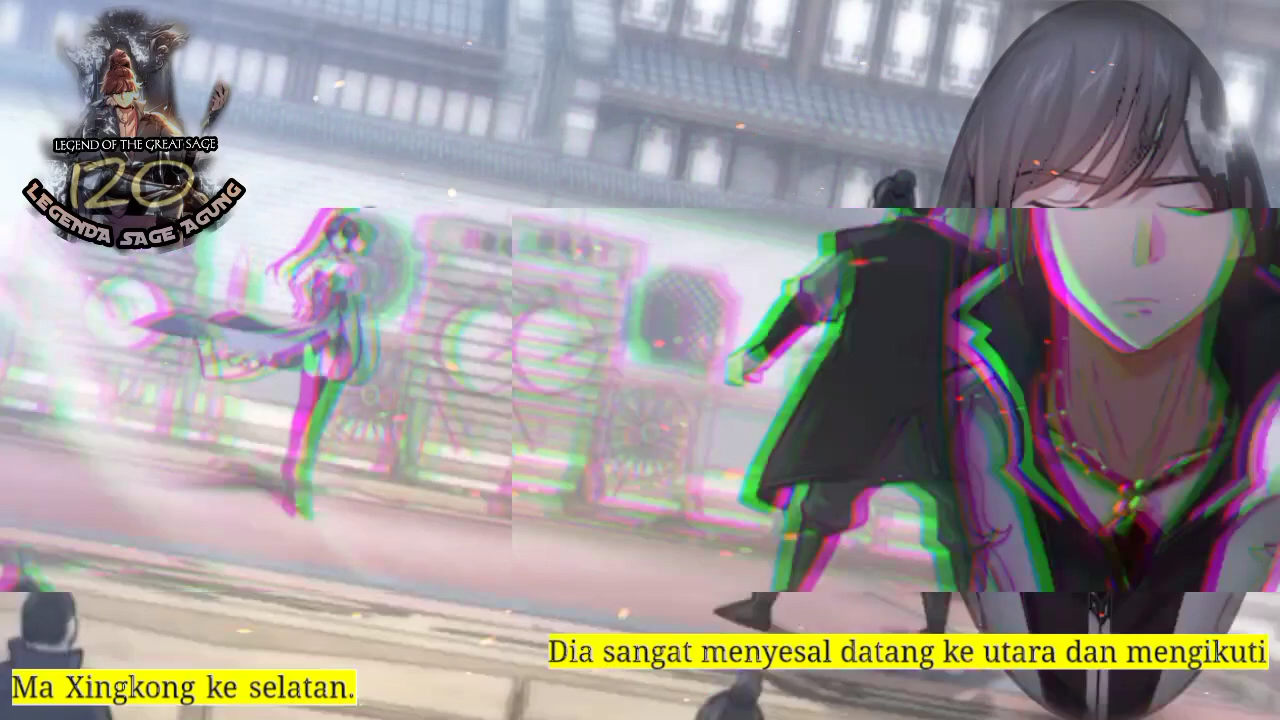 LEGEND OF THE GREAT SAGE
120
LEGENDA SAGE AGUNG
Dia sangat menyesal datang ke utara dan mengikuti
Ma Xingkong ke selatan.